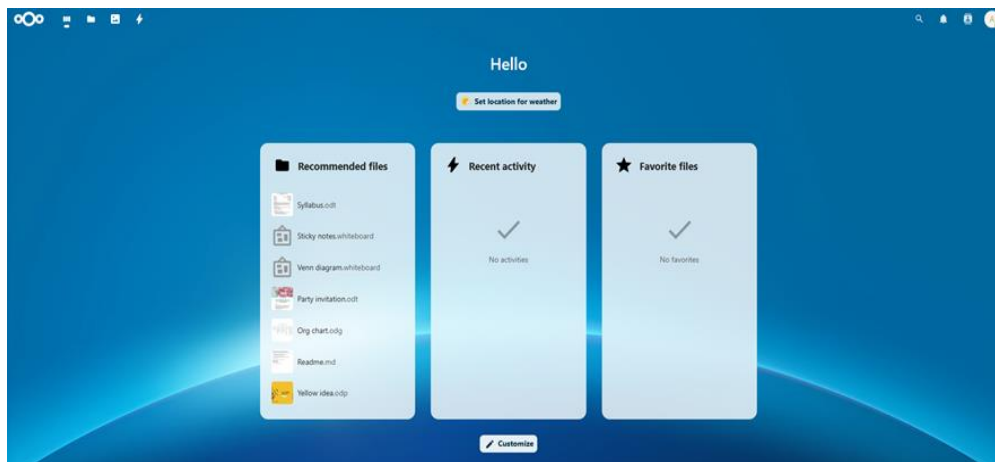 Hello
Set location for weather
Recommended files
Syllabus.odt
Sticky notes.whiteboard
Venn diagram.whiteboard
Party invitation.odt
Org chart.odg
Readme.md
Yellow idea.odp
Recent activity
No activities
Favorite files
No favorites
Customize